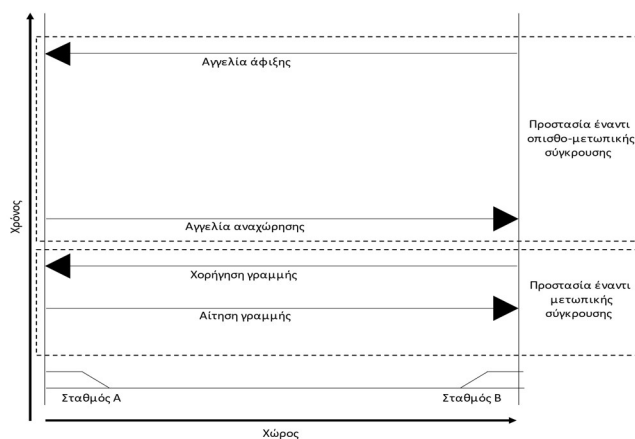 Αγγελία άφιξης
Προστασία έναντι
οπισθο-μετωπικής
σύγκρουσης
Χρόνος
Αγγελία αναχώρησης
Χορήγηση γραμμής
Προστασία έναντι
μετωπικής
σύγκρουσης
Αίτηση γραμμής
Σταθμός Α
Σταθμός Β
Χώρος